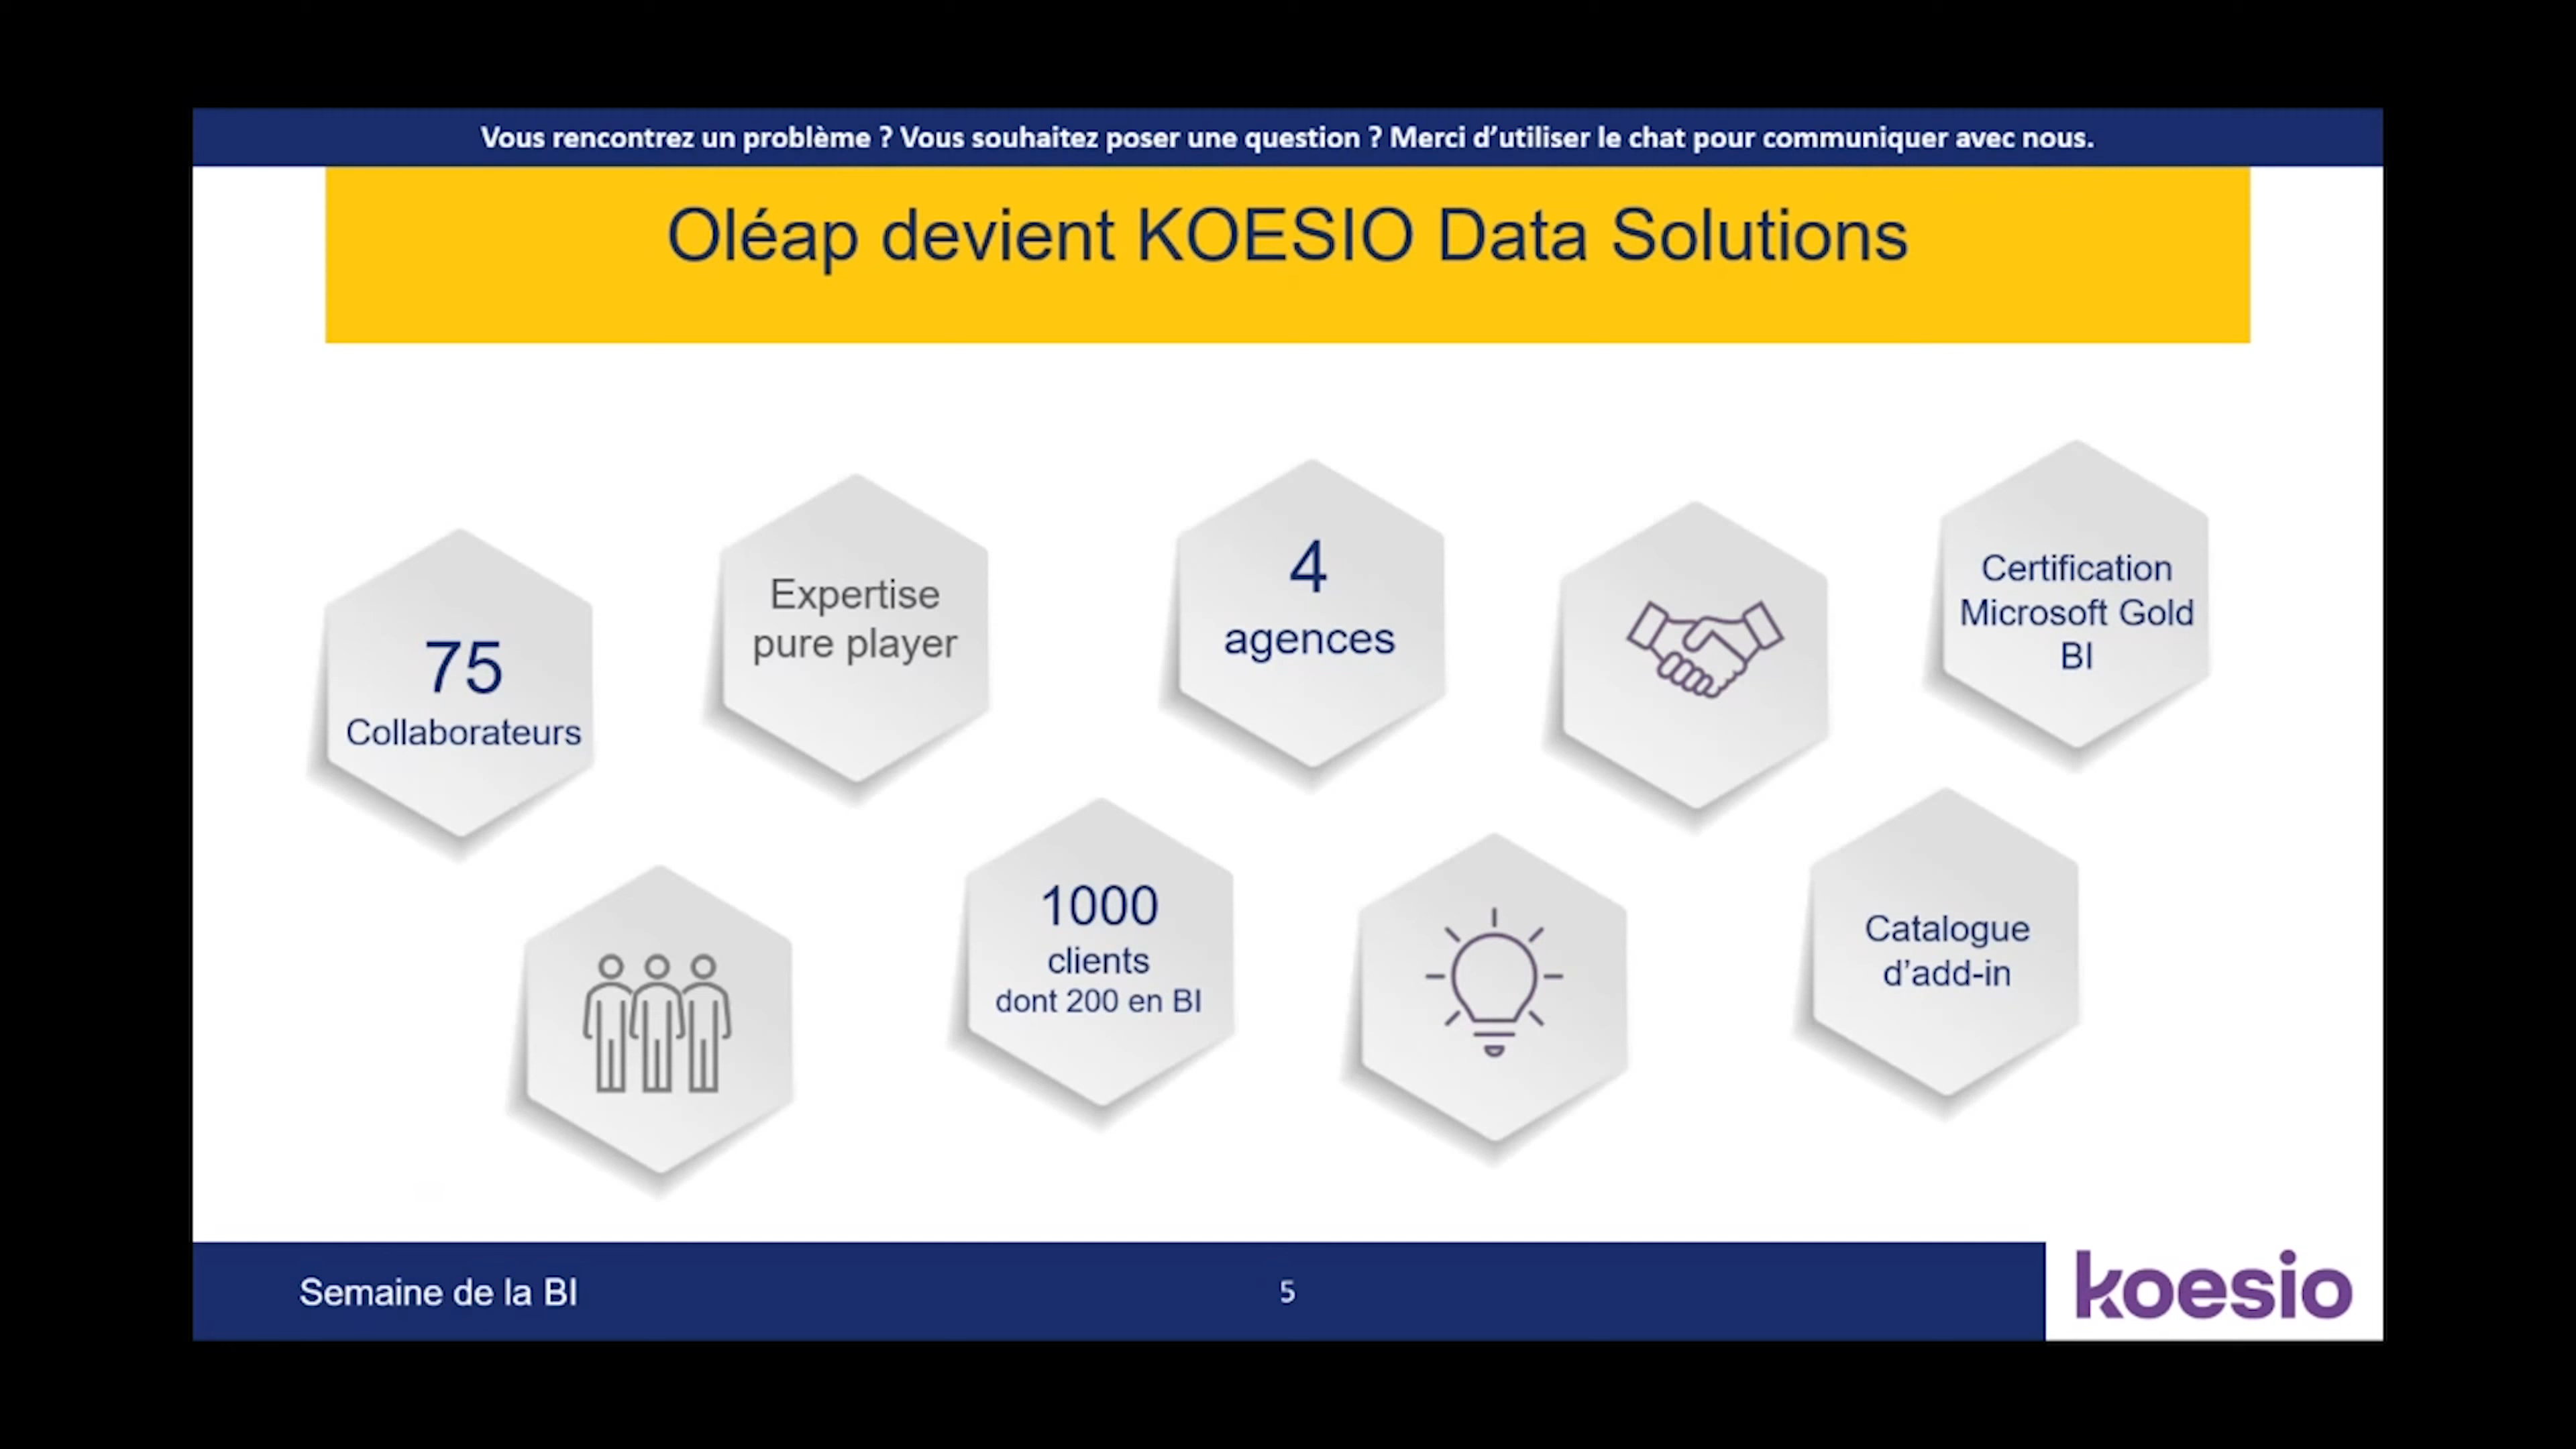 Vous rencontrez un problème ? Vous souhaitez poser une question ? Merci d’utiliser le chat pour communiquer avec nous.
Oléap devient KOESIO Data Solutions
75
Collaborateurs
Expertise
pure player
4
agences
Certification
Microsoft Gold
BI
1000
clients
dont 200 en BI
Catalogue
d’add-in
Semaine de la BI
5
koesio